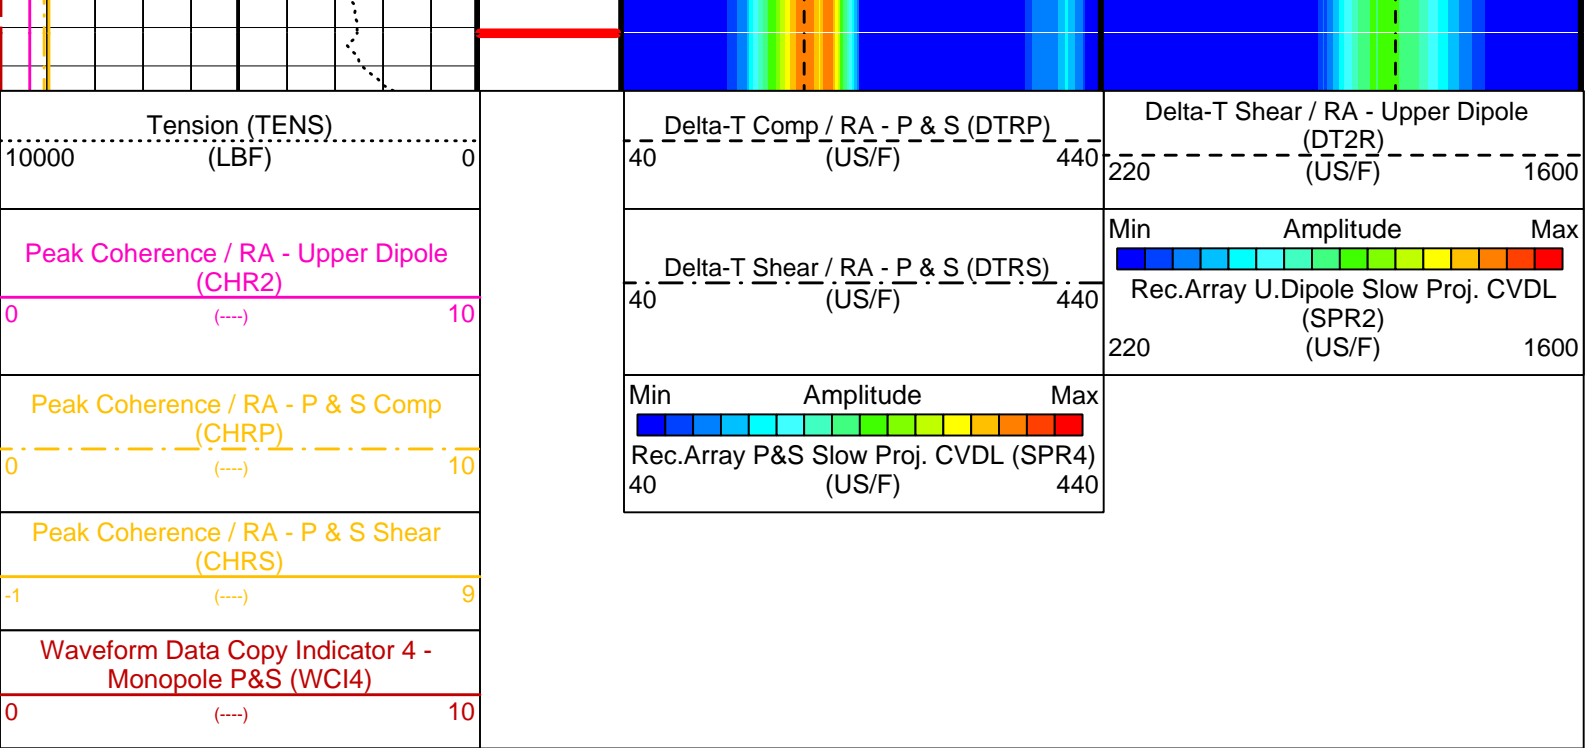 Tension (TENS)
10000 (LBF) 0
Peak Coherence / RA - Upper Dipole
(CHR2)
0 (----) 10
Peak Coherence / RA - P & S Comp
(CHRP)
0 (----) 10
Peak Coherence / RA - P & S Shear
(CHRS)
-1 (----) 9
Waveform Data Copy Indicator 4 -
Monopole P&S (WCI4)
0 (----) 10
Delta-T Comp / RA - P & S (DTRP)
40 (US/F) 440
Delta-T Shear / RA - P & S (DTRS)
40 (US/F) 440
Min Amplitude Max
Rec.Array P&S Slow Proj. CVDL (SPR4)
40 (US/F) 440
Delta-T Shear / RA - Upper Dipole
(DT2R)
220 (US/F) 1600
Min Amplitude Max
Rec.Array U.Dipole Slow Proj. CVDL
(SPR2)
220 (US/F) 1600